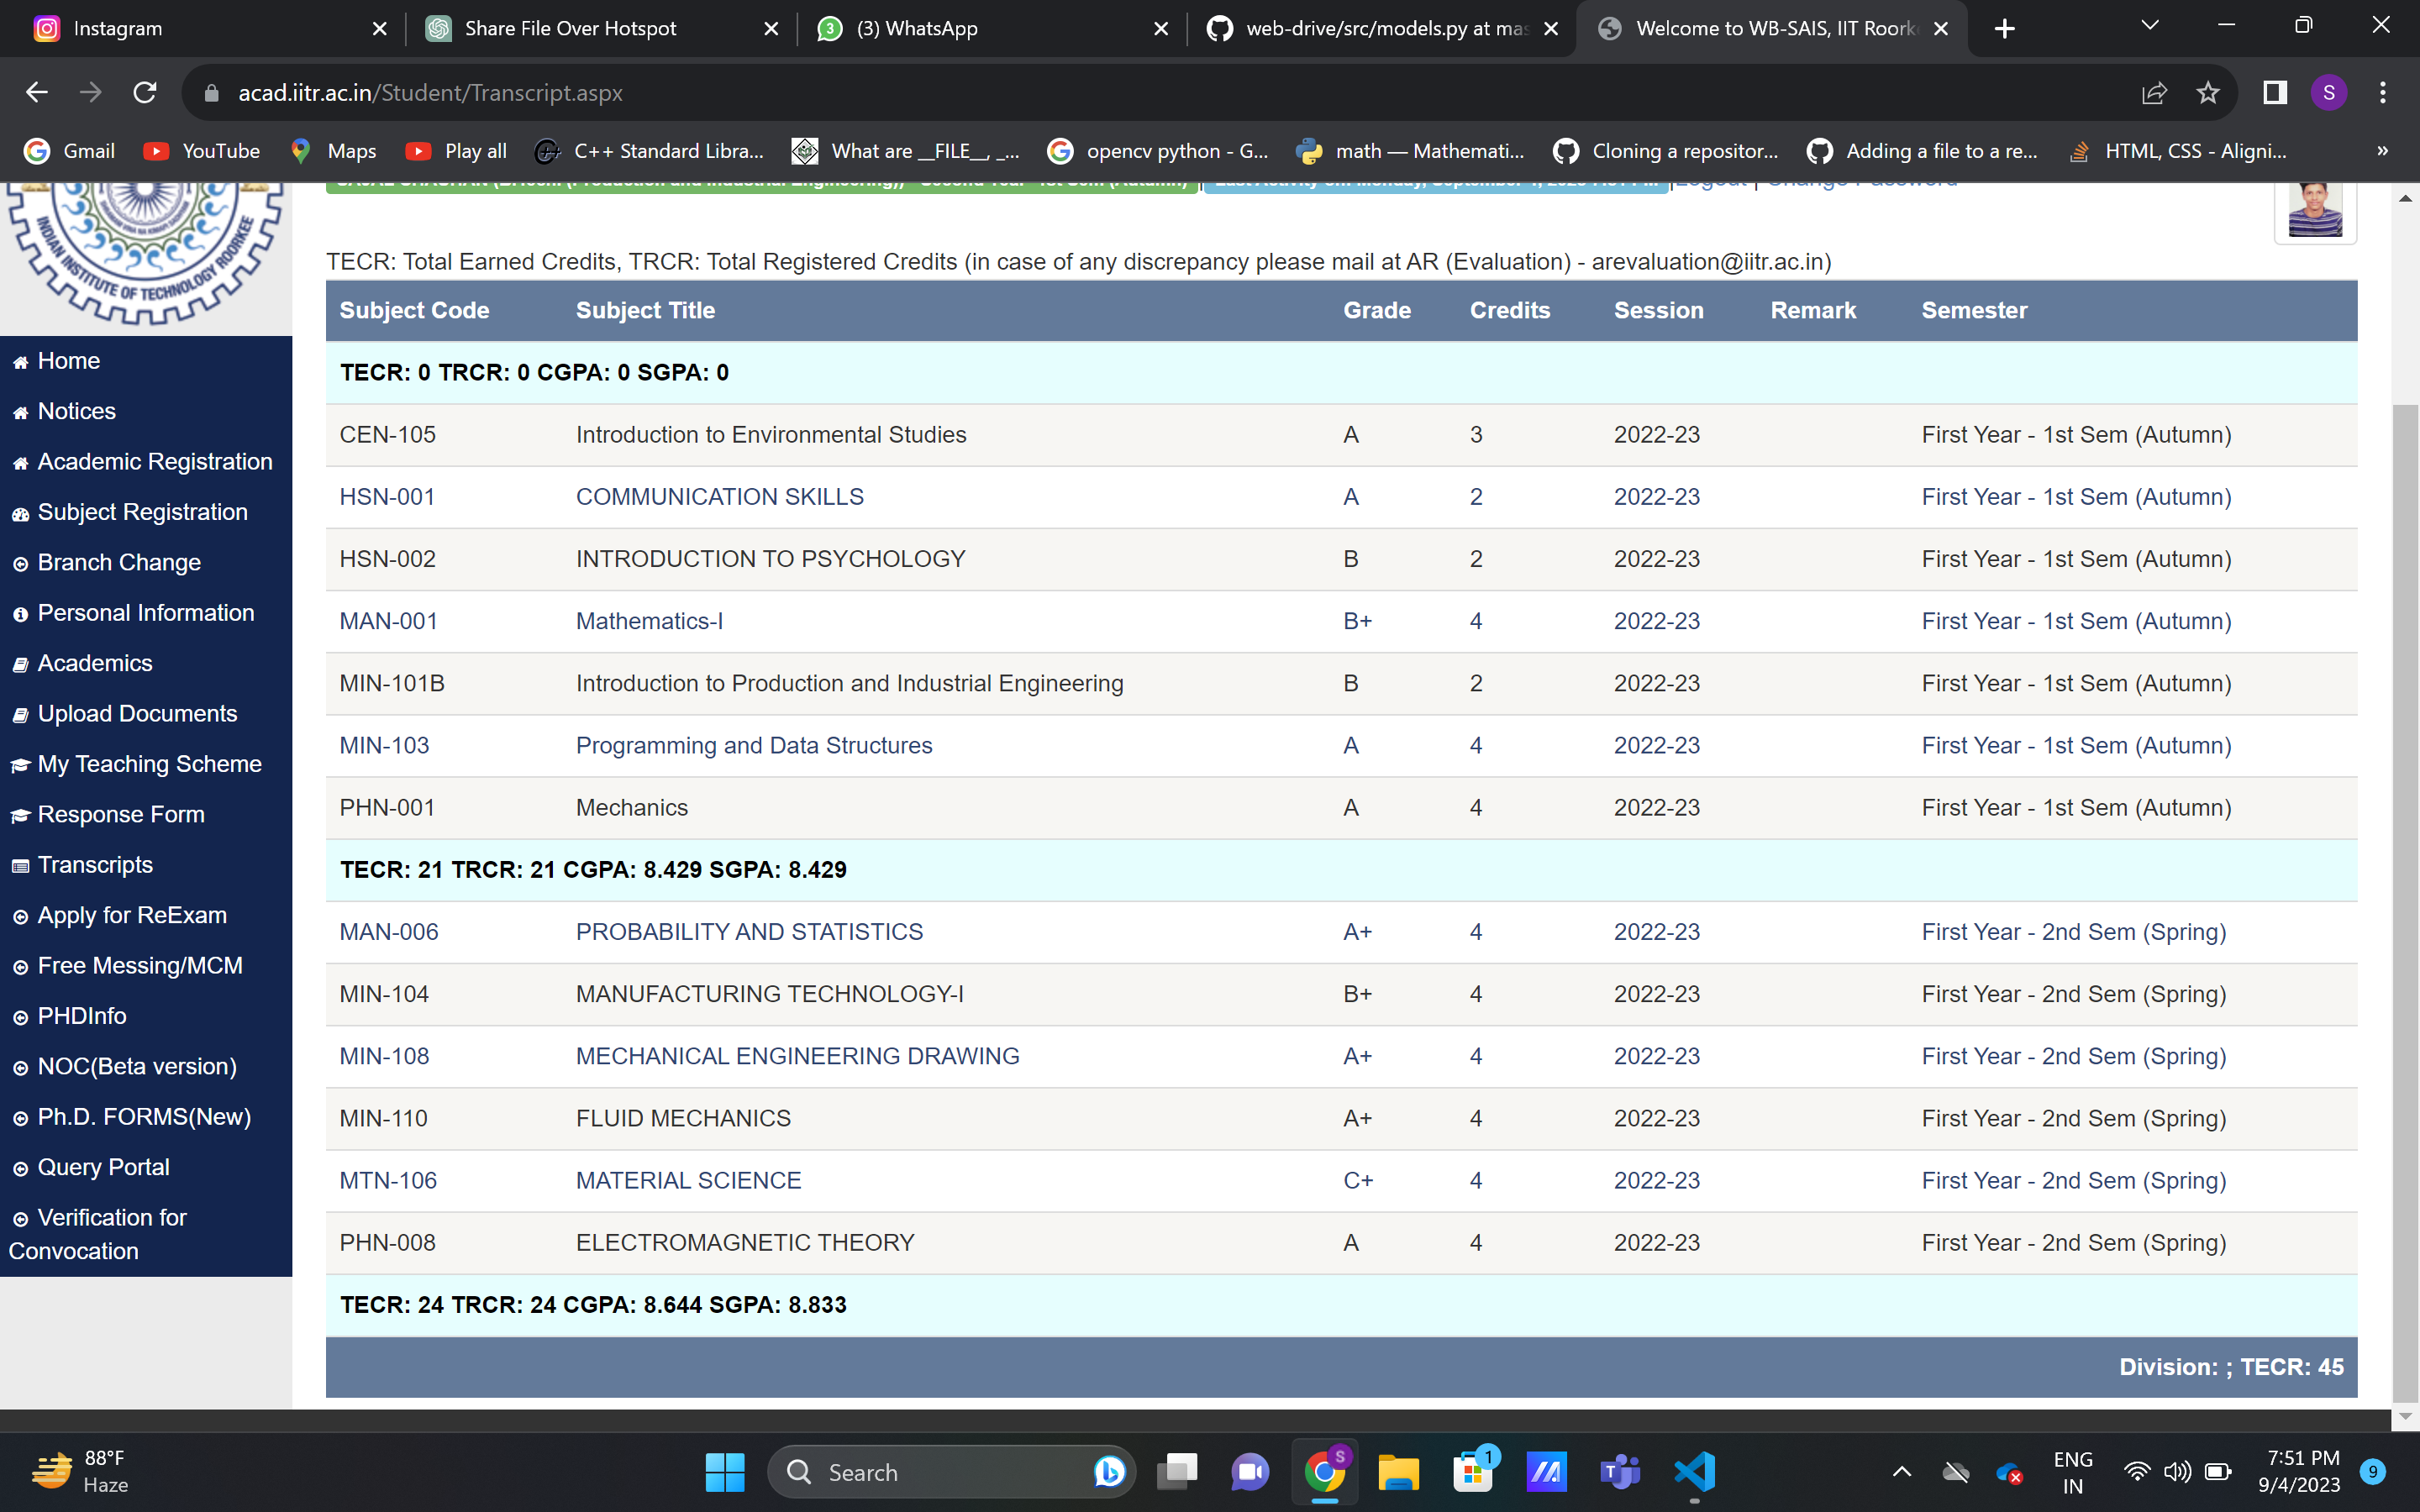 Instagram
Share File Over Hotspot
3
(3) WhatsApp
web-drive/src/models.py at mas
Welcome to WB-SAIS, IIT Roork
acad.iitr.ac.in/Student/Transcript.aspx
S
Gmail
YouTube
Maps
Play all
C++ Standard Libra...
What are __FILE__, _...
opencv python - G...
math — Mathemati...
Cloning a repositor...
Adding a file to a re...
HTML, CSS - Aligni...
»
INDIAN INSTITUTE OF TECHNOLOGY ROORKEE
Home
Notices
Academic Registration
Subject Registration
Branch Change
Personal Information
Academics
Upload Documents
My Teaching Scheme
Response Form
Transcripts
Apply for ReExam
Free Messing/MCM
PHDInfo
NOC(Beta version)
Ph.D. FORMS(New)
Query Portal
Verification for
Convocation
TECR: Total Earned Credits, TRCR: Total Registered Credits (in case of any discrepancy please mail at AR (Evaluation) - arevaluation@iitr.ac.in)
Subject Code Subject Title Grade Credits Session Remark Semester
TECR: 0 TRCR: 0 CGPA: 0 SGPA: 0
CEN-105 Introduction to Environmental Studies A 3 2022-23 First Year - 1st Sem (Autumn)
HSN-001 COMMUNICATION SKILLS A 2 2022-23 First Year - 1st Sem (Autumn)
HSN-002 INTRODUCTION TO PSYCHOLOGY B 2 2022-23 First Year - 1st Sem (Autumn)
MAN-001 Mathematics-I B+ 4 2022-23 First Year - 1st Sem (Autumn)
MIN-101B Introduction to Production and Industrial Engineering B 2 2022-23 First Year - 1st Sem (Autumn)
MIN-103 Programming and Data Structures A 4 2022-23 First Year - 1st Sem (Autumn)
PHN-001 Mechanics A 4 2022-23 First Year - 1st Sem (Autumn)
TECR: 21 TRCR: 21 CGPA: 8.429 SGPA: 8.429
MAN-006 PROBABILITY AND STATISTICS A+ 4 2022-23 First Year - 2nd Sem (Spring)
MIN-104 MANUFACTURING TECHNOLOGY-I B+ 4 2022-23 First Year - 2nd Sem (Spring)
MIN-108 MECHANICAL ENGINEERING DRAWING A+ 4 2022-23 First Year - 2nd Sem (Spring)
MIN-110 FLUID MECHANICS A+ 4 2022-23 First Year - 2nd Sem (Spring)
MTN-106 MATERIAL SCIENCE C+ 4 2022-23 First Year - 2nd Sem (Spring)
PHN-008 ELECTROMAGNETIC THEORY A 4 2022-23 First Year - 2nd Sem (Spring)
TECR: 24 TRCR: 24 CGPA: 8.644 SGPA: 8.833
Division: ; TECR: 45
88°F
Haze
Search
S
1
ENG
IN
7:51 PM
9/4/2023
9